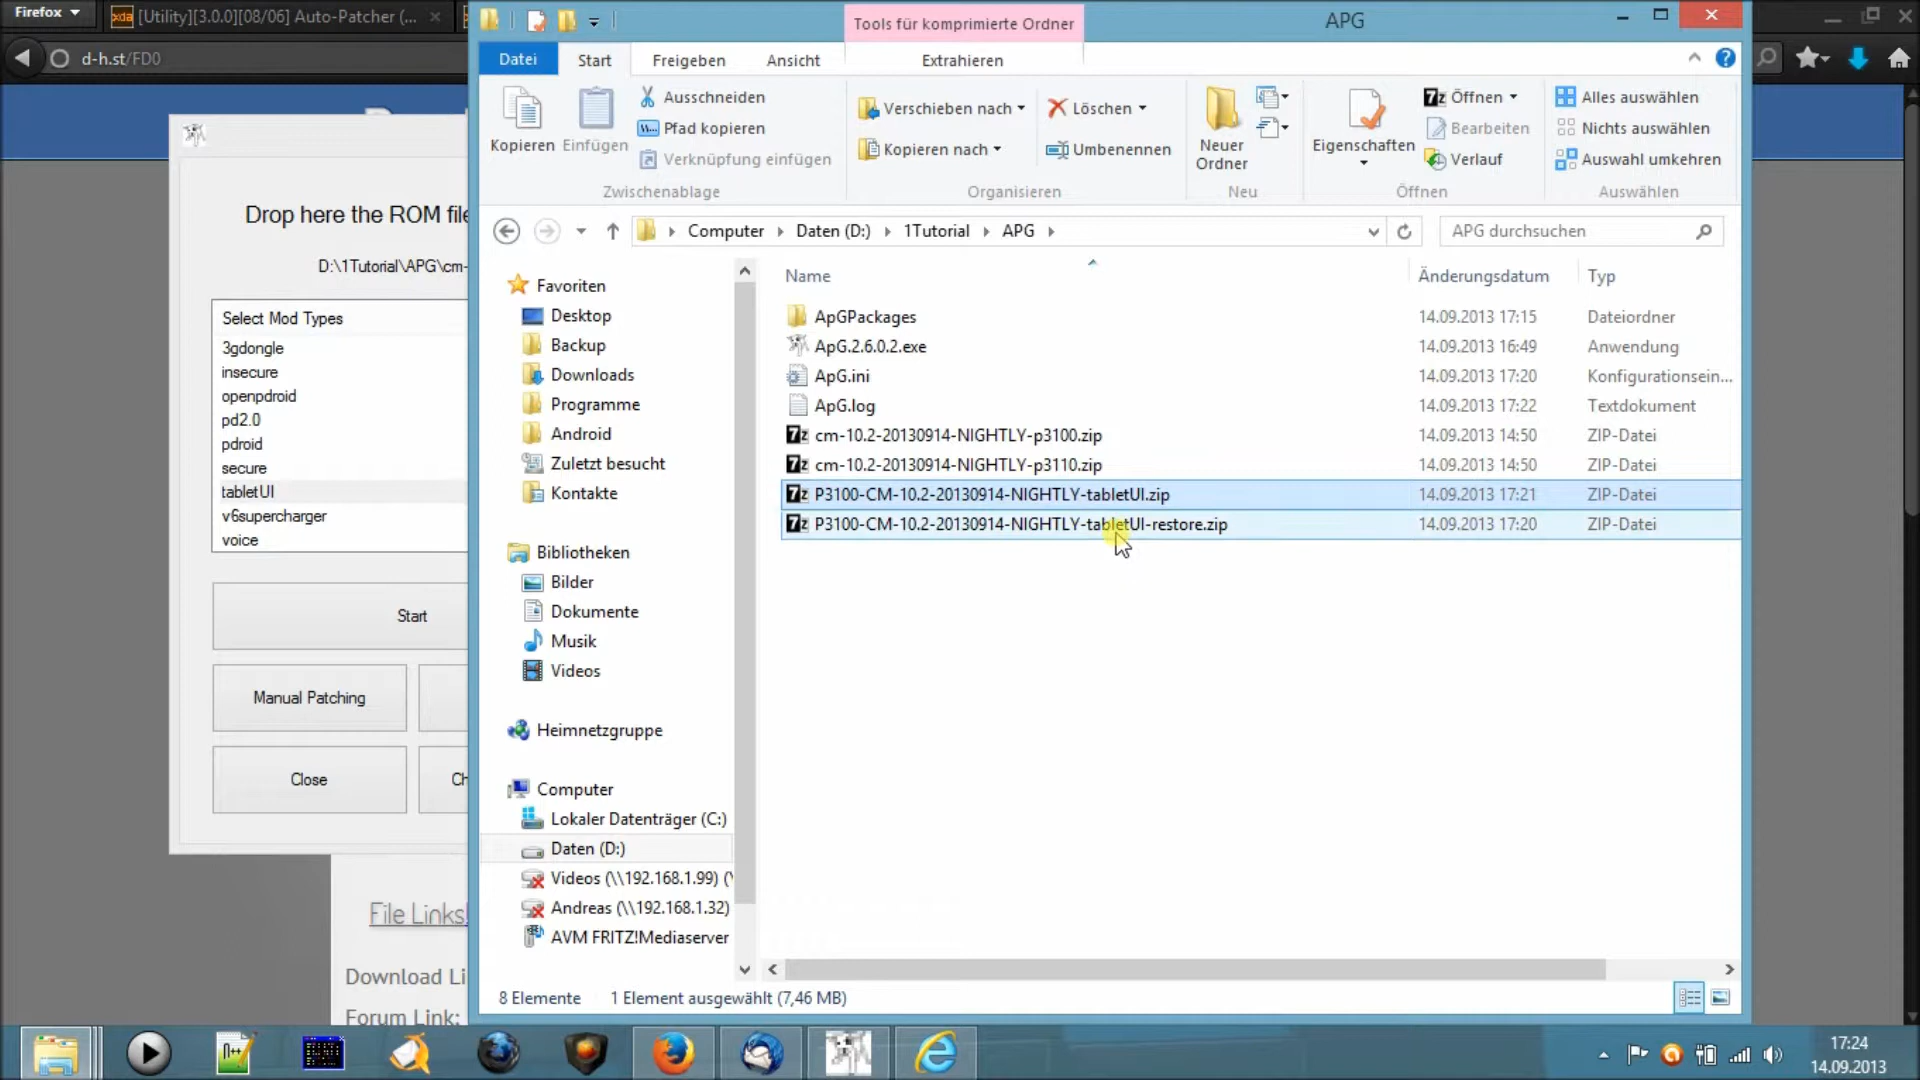 Firefox
[Utility][3.0.0][08/06] Auto-Patcher (...
d-h.st/FD0
Drop here the ROM file
D:\1Tutorial\APG\cm-
Select Mod Types
3gdongle
insecure
openpdroid
pd2.0
pdroid
secure
tabletUI
v6supercharger
voice
Start
Manual Patching
Close
Ch
File Links
Download Li
Forum Link:
Tools für komprimierte Ordner
APG
Datei
Start
Freigeben
Ansicht
Extrahieren
Kopieren
Einfügen
Ausschneiden
Pfad kopieren
Verknüpfung einfügen
Zwischenablage
Verschieben nach
Kopieren nach
Löschen
Umbenennen
Organisieren
Neuer
Ordner
Neu
Eigenschaften
Öffnen
Bearbeiten
Verlauf
Öffnen
Alles auswählen
Nichts auswählen
Auswahl umkehren
Auswählen
Computer
Daten (D:)
1Tutorial
APG
APG durchsuchen
Favoriten
Desktop
Backup
Downloads
Programme
Android
Zuletzt besucht
Kontakte
Bibliotheken
Bilder
Dokumente
Musik
Videos
Heimnetzgruppe
Computer
Lokaler Datenträger (C:)
Daten (D:)
Videos (\\192.168.1.99) (
Andreas (\\192.168.1.32)
AVM FRITZ!Mediaserver
Name Änderungsdatum Typ
ApGPackages 14.09.2013 17:15 Dateiordner
ApG.2.6.0.2.exe 14.09.2013 16:49 Anwendung
ApG.ini 14.09.2013 17:20 Konfigurationsein...
ApG.log 14.09.2013 17:22 Textdokument
cm-10.2-20130914-NIGHTLY-p3100.zip 14.09.2013 14:50 ZIP-Datei
cm-10.2-20130914-NIGHTLY-p3110.zip 14.09.2013 14:50 ZIP-Datei
P3100-CM-10.2-20130914-NIGHTLY-tabletUI.zip 14.09.2013 17:21 ZIP-Datei
P3100-CM-10.2-20130914-NIGHTLY-tabletUI-restore.zip 14.09.2013 17:20 ZIP-Datei
8 Elemente 1 Element ausgewählt (7,46 MB)
17:24
14.09.2013